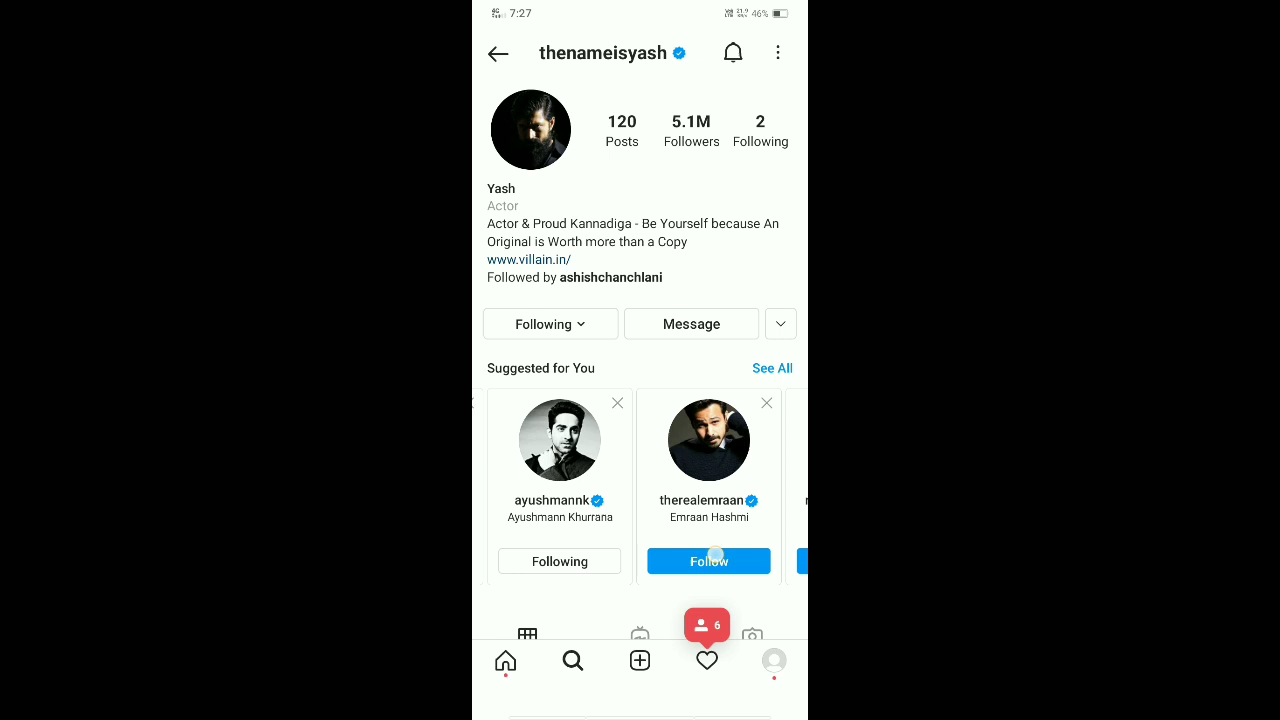 4G 7:27 46%
thenameisyash
120 5.1M 2
Posts Followers Following
Yash
Actor
Actor & Proud Kannadiga - Be Yourself because An
Original is Worth more than a Copy
www.villain.in/
Followed by ashishchanchlani
Following Message
Suggested for You See All
ayushmannk therealemraan
Ayushmann Khurrana Emraan Hashmi
Following Follow
6